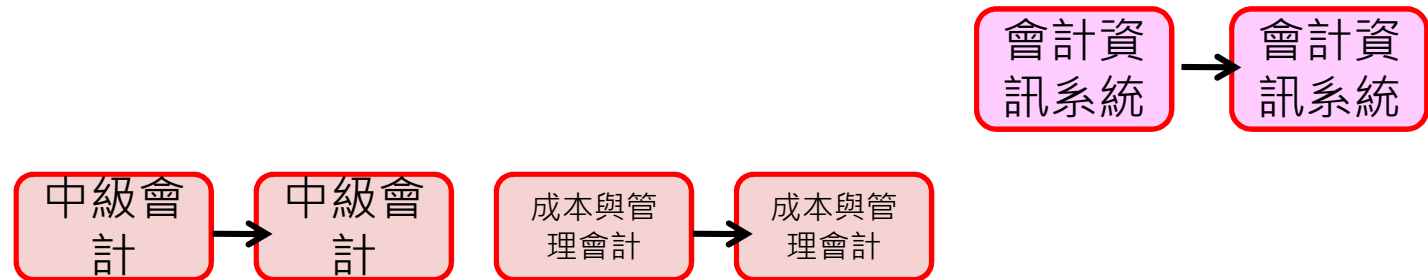 會計資
訊系統
會計資
訊系統
中級會
計
中級會
計
成本與管
理會計
成本與管
理會計